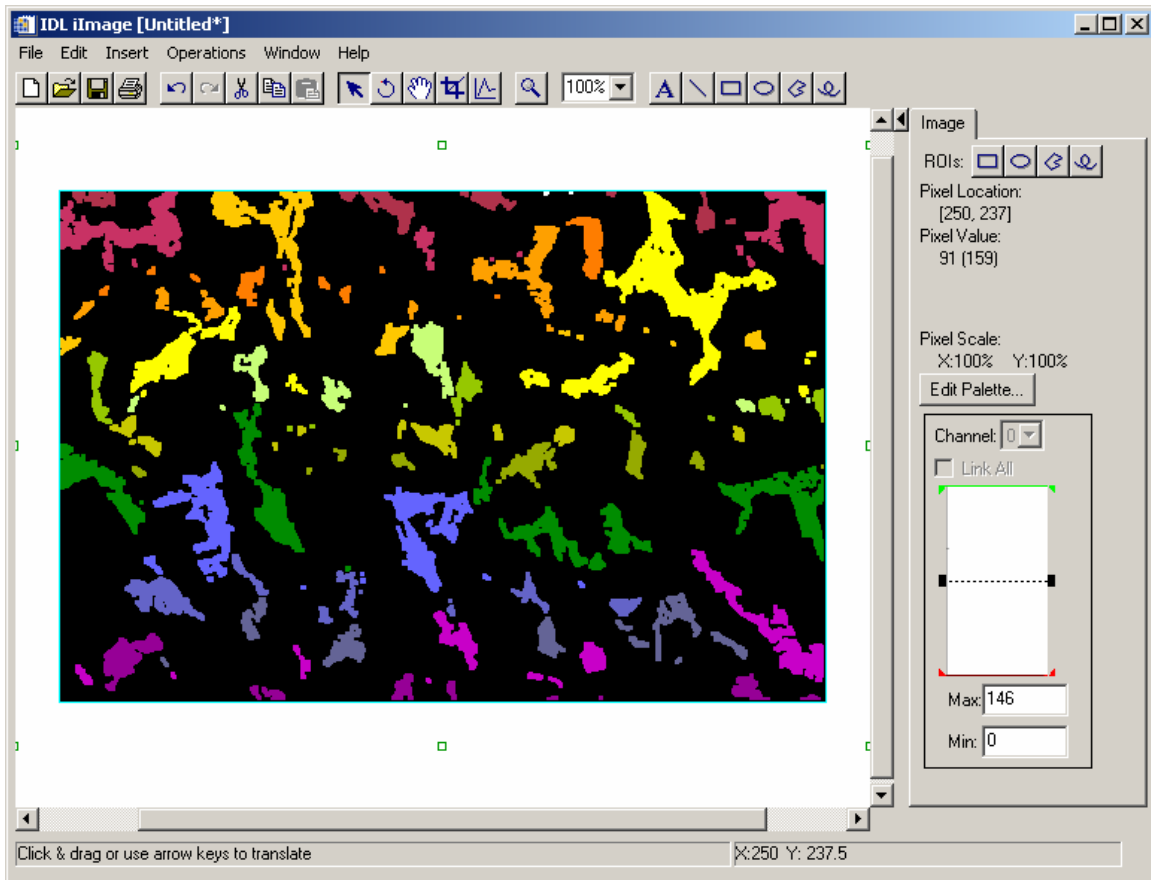 IDL iImage [Untitled*]
File Edit Insert Operations Window Help
100% A
Image
ROIs:
Pixel Location:
[250, 237]
Pixel Value:
91 (159)
Pixel Scale:
X:100% Y:100%
Edit Palette...
Channel: 0
Link All
Max: 146
Min: 0
Click & drag or use arrow keys to translate X:250 Y: 237.5